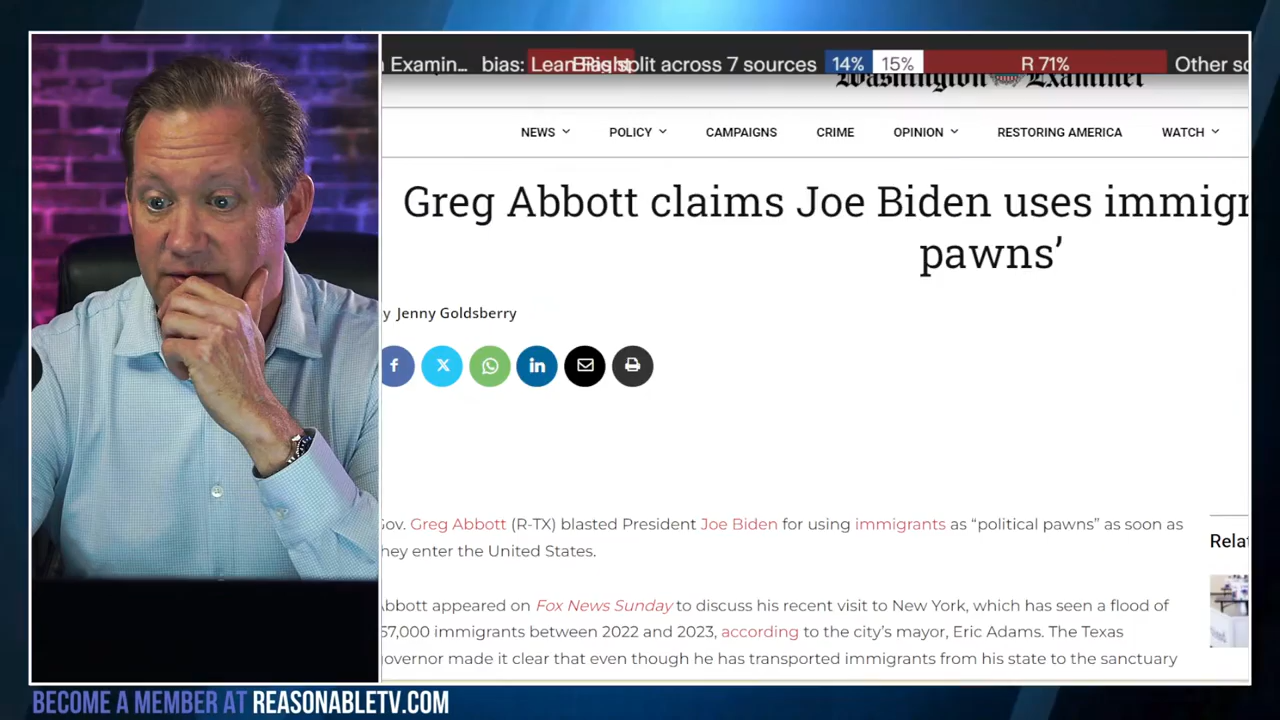 Examin... bias: Lean Right split across 7 sources 14% 15% R 71% Other
Washington Examiner
NEWS POLICY CAMPAIGNS CRIME OPINION RESTORING AMERICA WATCH
Greg Abbott claims Joe Biden uses immigr
pawns’
y Jenny Goldsberry
f X in
ov. Greg Abbott (R-TX) blasted President Joe Biden for using immigrants as “political pawns” as soon as
hey enter the United States.
Relat
bbott appeared on Fox News Sunday to discuss his recent visit to New York, which has seen a flood of
57,000 immigrants between 2022 and 2023, according to the city’s mayor, Eric Adams. The Texas
governor made it clear that even though he has transported immigrants from his state to the sanctuary
BECOME A MEMBER AT REASONABLETV.COM